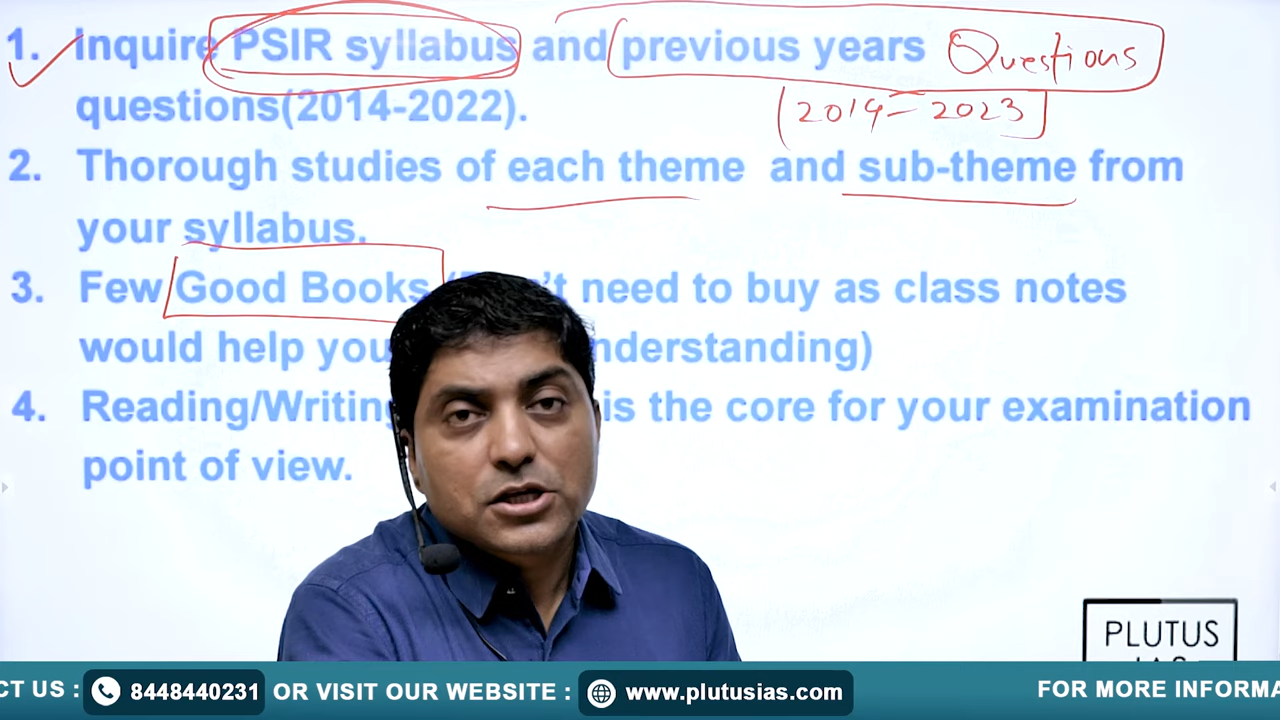 1. Inquire PSIR syllabus and previous years Questions
questions(2014-2022).
2014 - 2023
2. Thorough studies of each theme and sub-theme from
your syllabus.
3. Few Good Books need to buy as class notes
would help you
4. Reading/Writing is the core for your examination
point of view.
PLUTUS
IAS
CT US : 8448440231 OR VISIT OUR WEBSITE : www.plutusias.com FOR MORE INFORMA